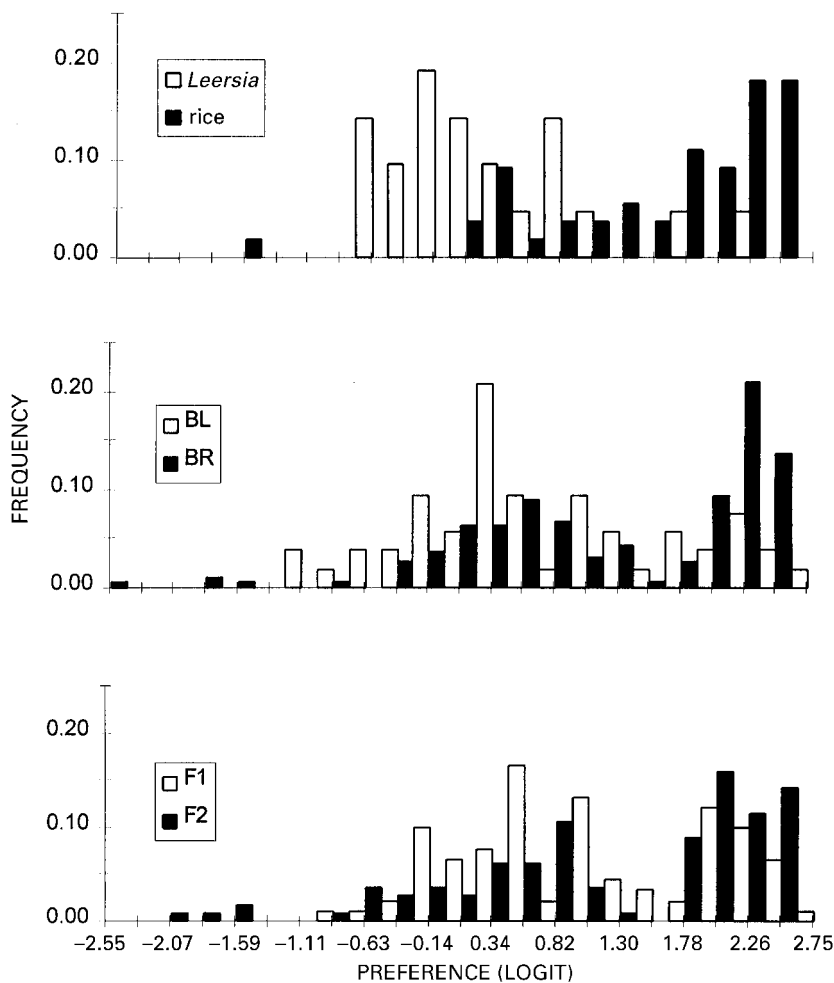 0.20
Leersia
rice
0.10
0.00
0.20
BL
BR
0.10
0.00
FREQUENCY
0.20
F1
F2
0.10
0.00
−2.55 −2.07 −1.59 −1.11 −0.63 −0.14 0.34 0.82 1.30 1.78 2.26 2.75
PREFERENCE (LOGIT)